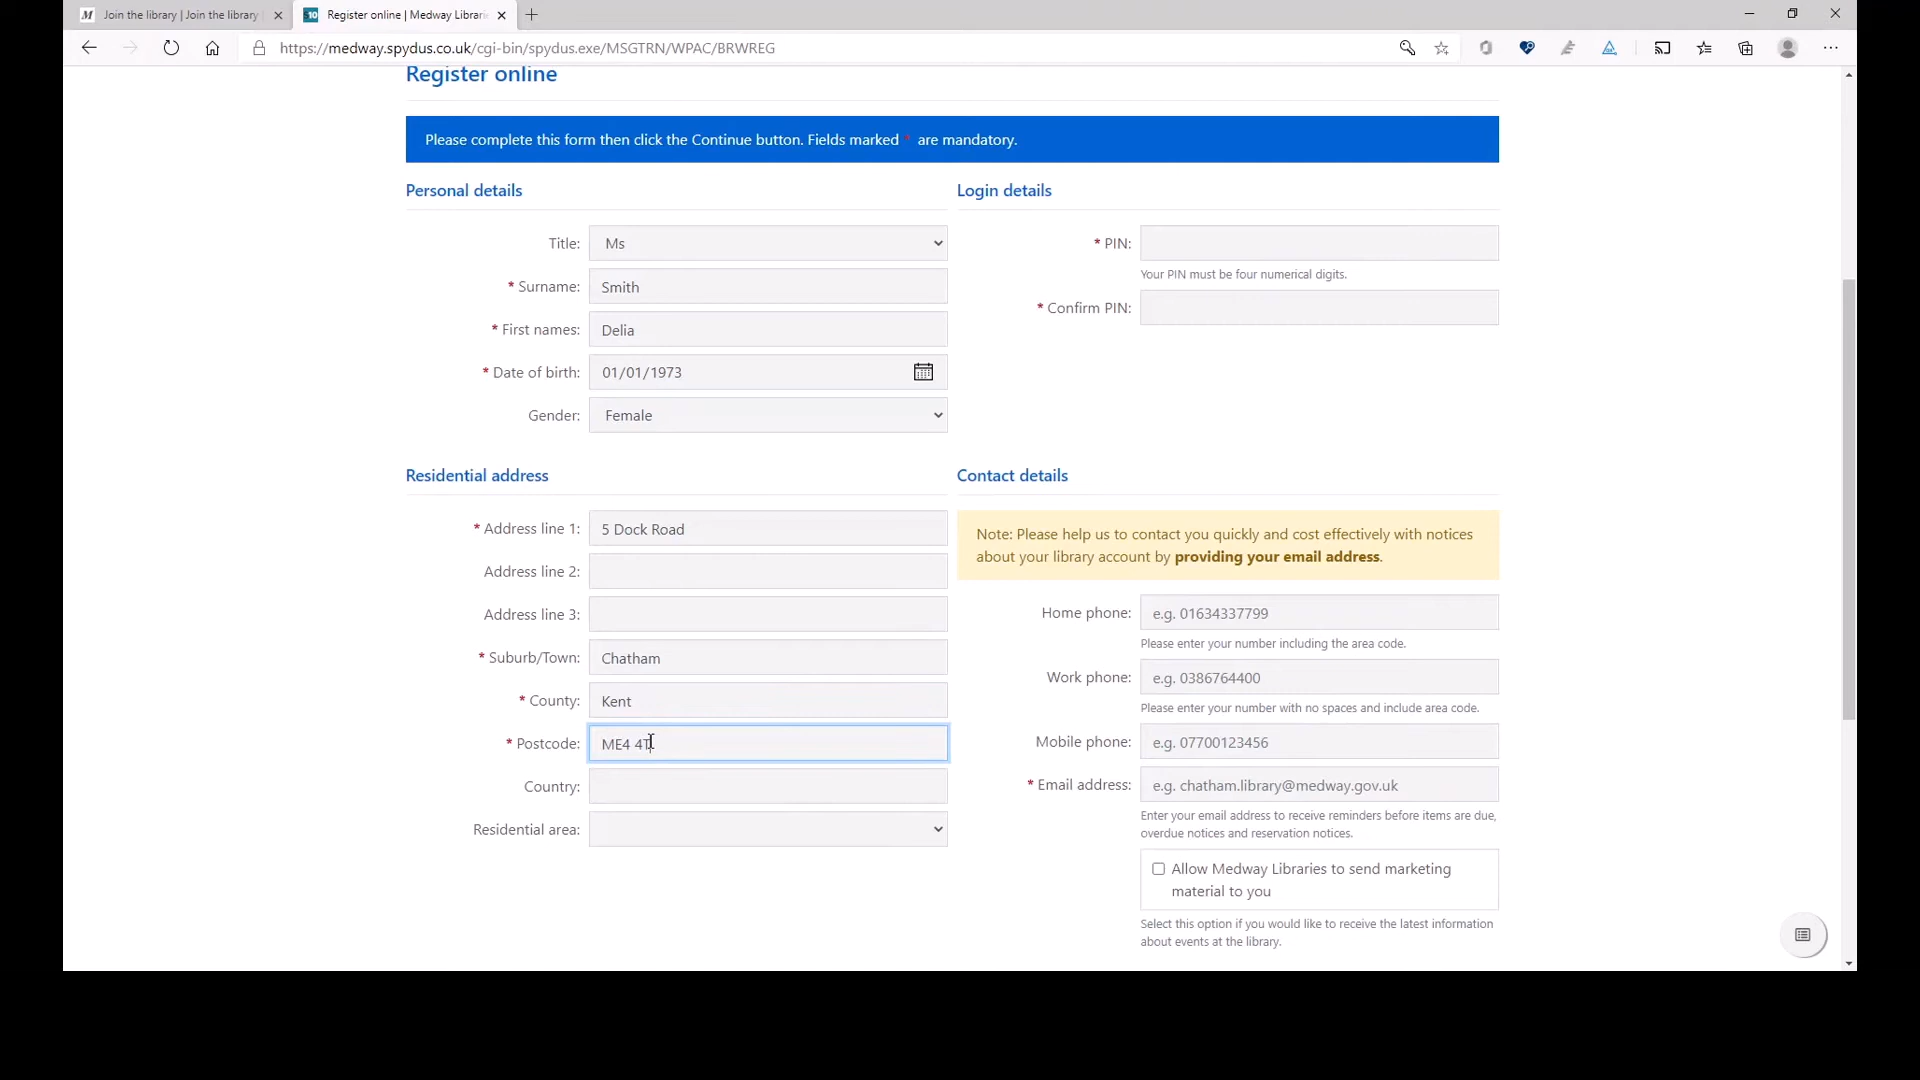 Join the library | Join the library
Register online | Medway Librari
https://medway.spydus.co.uk/cgi-bin/spydus.exe/MSGTRN/WPAC/BRWREG
Register online
Please complete this form then click the Continue button. Fields marked * are mandatory.
Personal details
Title: Ms
* Surname: Smith
* First names: Delia
* Date of birth: 01/01/1973
Gender: Female
Login details
* PIN:
Your PIN must be four numerical digits.
* Confirm PIN:
Residential address
* Address line 1: 5 Dock Road
Address line 2:
Address line 3:
* Suburb/Town: Chatham
* County: Kent
* Postcode: ME4 4T
Country:
Residential area:
Contact details
Note: Please help us to contact you quickly and cost effectively with notices
about your library account by providing your email address.
Home phone: e.g. 01634337799
Please enter your number including the area code.
Work phone: e.g. 0386764400
Please enter your number with no spaces and include area code.
Mobile phone: e.g. 07700123456
* Email address: e.g. chatham.library@medway.gov.uk
Enter your email address to receive reminders before items are due,
overdue notices and reservation notices.
Allow Medway Libraries to send marketing
material to you
Select this option if you would like to receive the latest information
about events at the library.